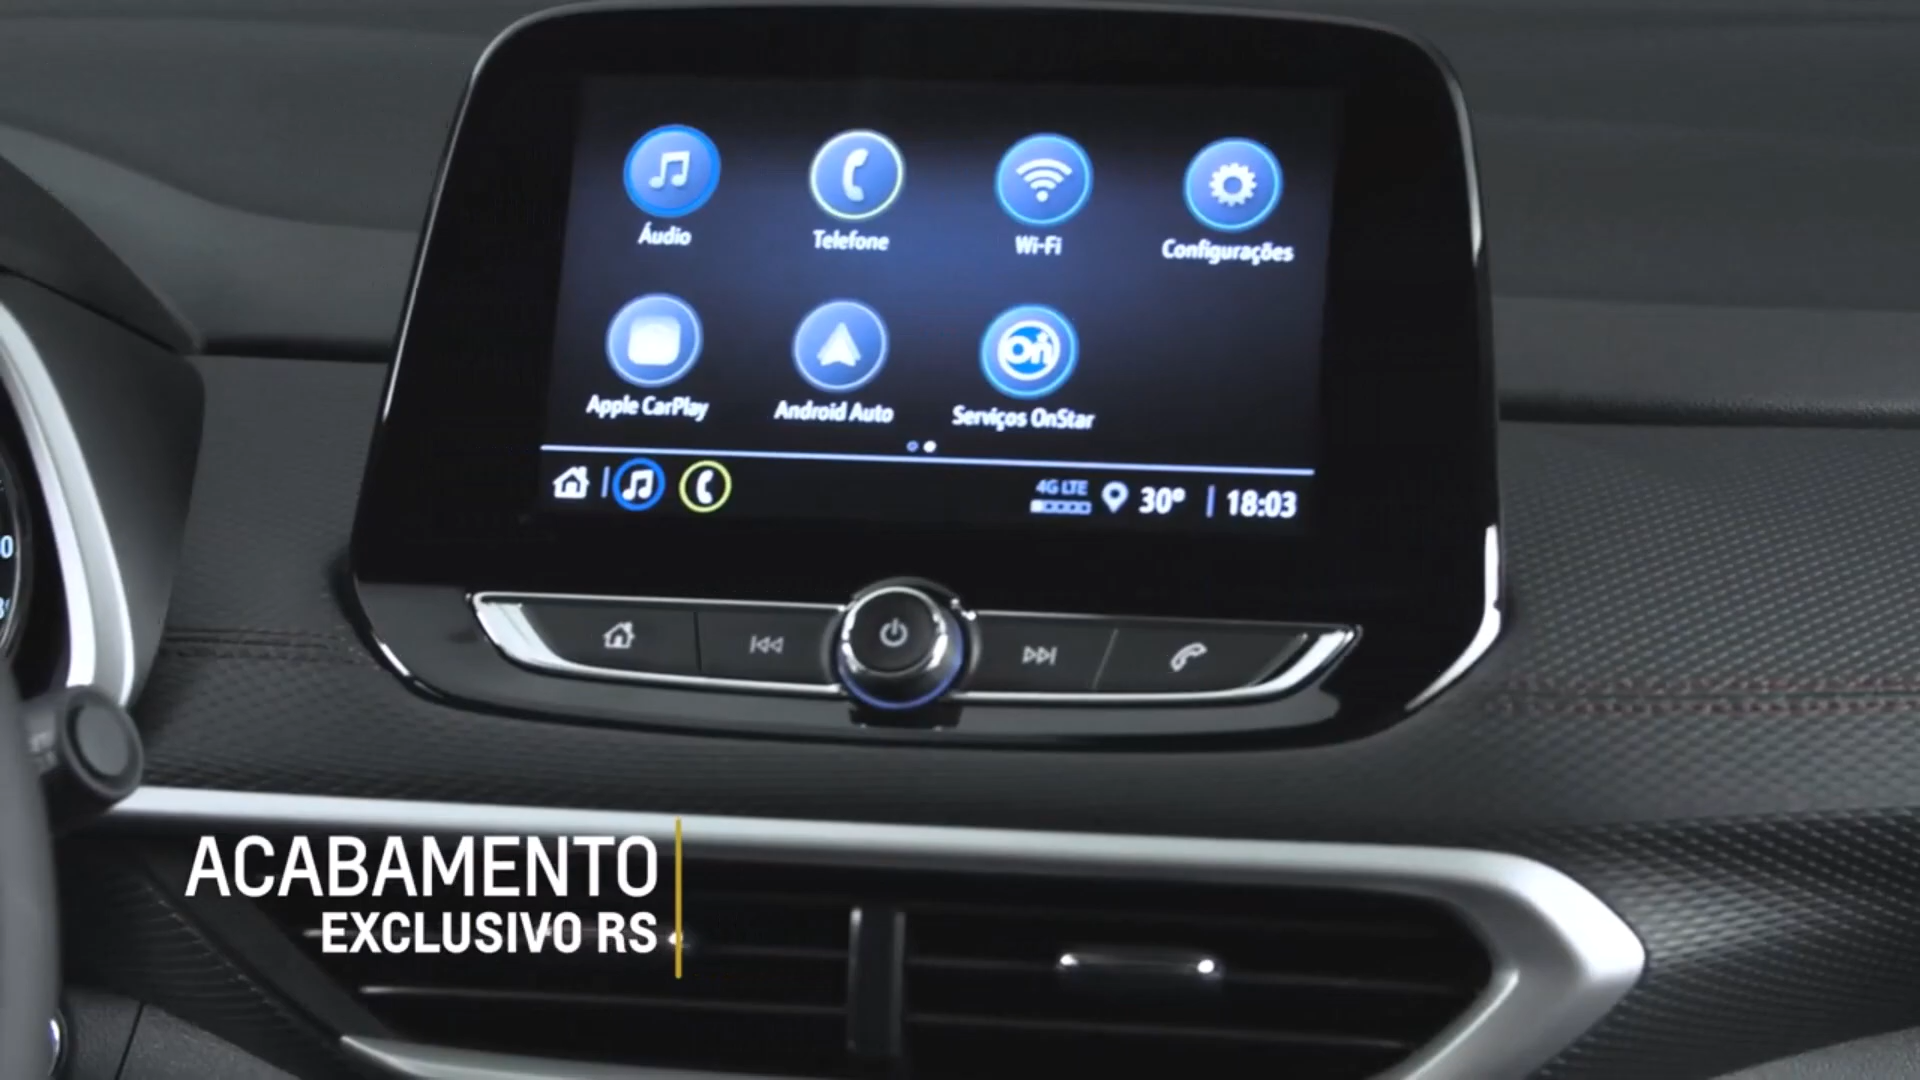 Áudio
Telefone
Wi-Fi
Configurações
Apple CarPlay
Android Auto
On
Serviços OnStar
4G LTE
30°
18:03
ACABAMENTO
EXCLUSIVO RS